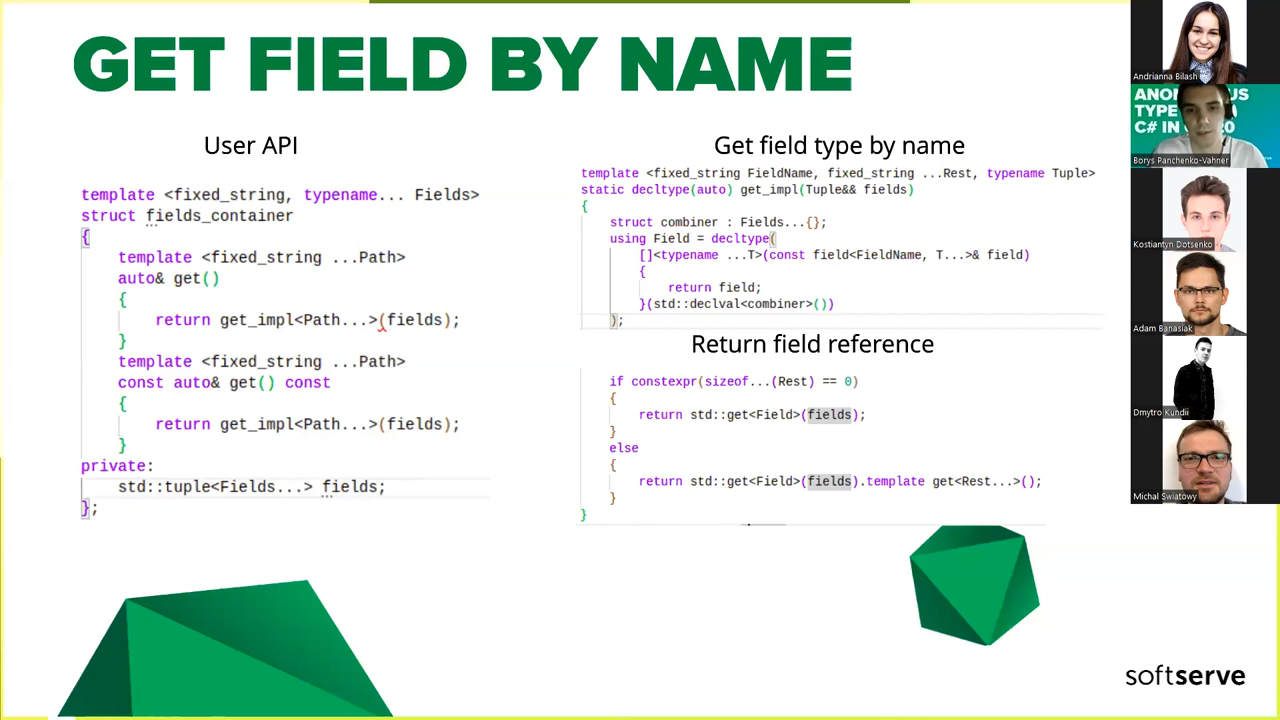 GET FIELD BY NAME
User API
template <fixed_string, typename... Fields>
struct fields_container
{
template <fixed_string ...Path>
auto& get()
{
return get_impl<Path...>(fields);
}
template <fixed_string ...Path>
const auto& get() const
{
return get_impl<Path...>(fields);
}
private:
std::tuple<Fields...> fields;
};
Get field type by name
template <fixed_string FieldName, fixed_string ...Rest, typename Tuple>
static decltype(auto) get_impl(Tuple&& fields)
{
struct combiner : Fields...{};
using Field = decltype(
[]<typename ...T>(const field<FieldName, T...>& field)
{
return field;
}(std::declval<combiner>())
);
Return field reference
if constexpr(sizeof...(Rest) == 0)
{
return std::get<Field>(fields);
}
else
{
return std::get<Field>(fields).template get<Rest...>();
}
}
softserve
Andrianna Bilash
Borys Panchenko-Vahner
Kostiantyn Dotsenko
Adam Banasiak
Dmytro Kundii
Michal Swiatowy